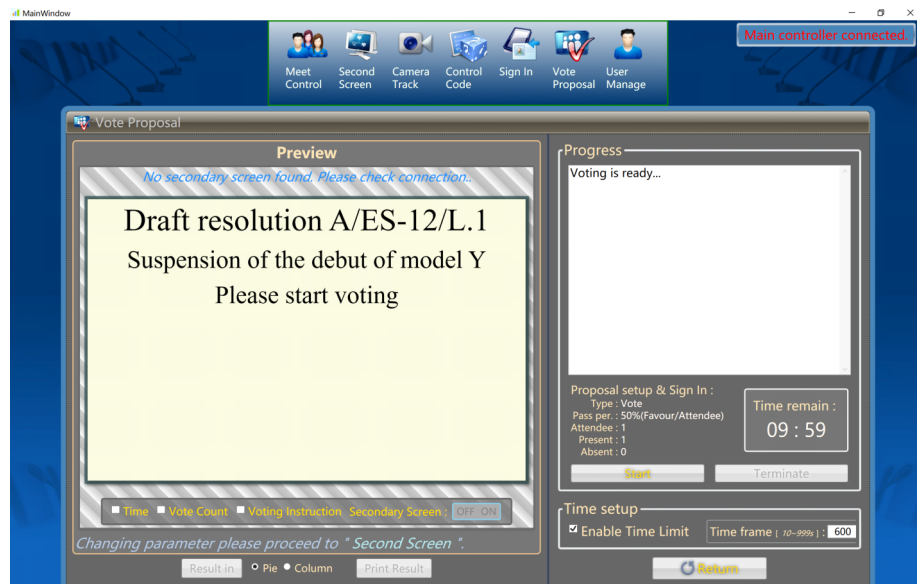 MainWindow
Main controller connected.
Meet Control
Second Screen
Camera Track
Control Code
Sign In
Vote Proposal
User Manage
Vote Proposal
Preview
No secondary screen found. Please check connection..
Draft resolution A/ES-12/L.1
Suspension of the debut of model Y
Please start voting
Time Vote Count Voting Instruction Secondary Screen : OFF ON
Changing parameter please proceed to " Second Screen ".
Result in Pie Column Print Result
Progress
Voting is ready...
Proposal setup & Sign In :
Type : Vote
Pass per. : 50%(Favour/Attendee)
Attendee : 1
Present : 1
Absent : 0
Time remain :
09 : 59
Start Terminate
Time setup
Enable Time Limit Time frame [ 10~999s ] : 600
Return